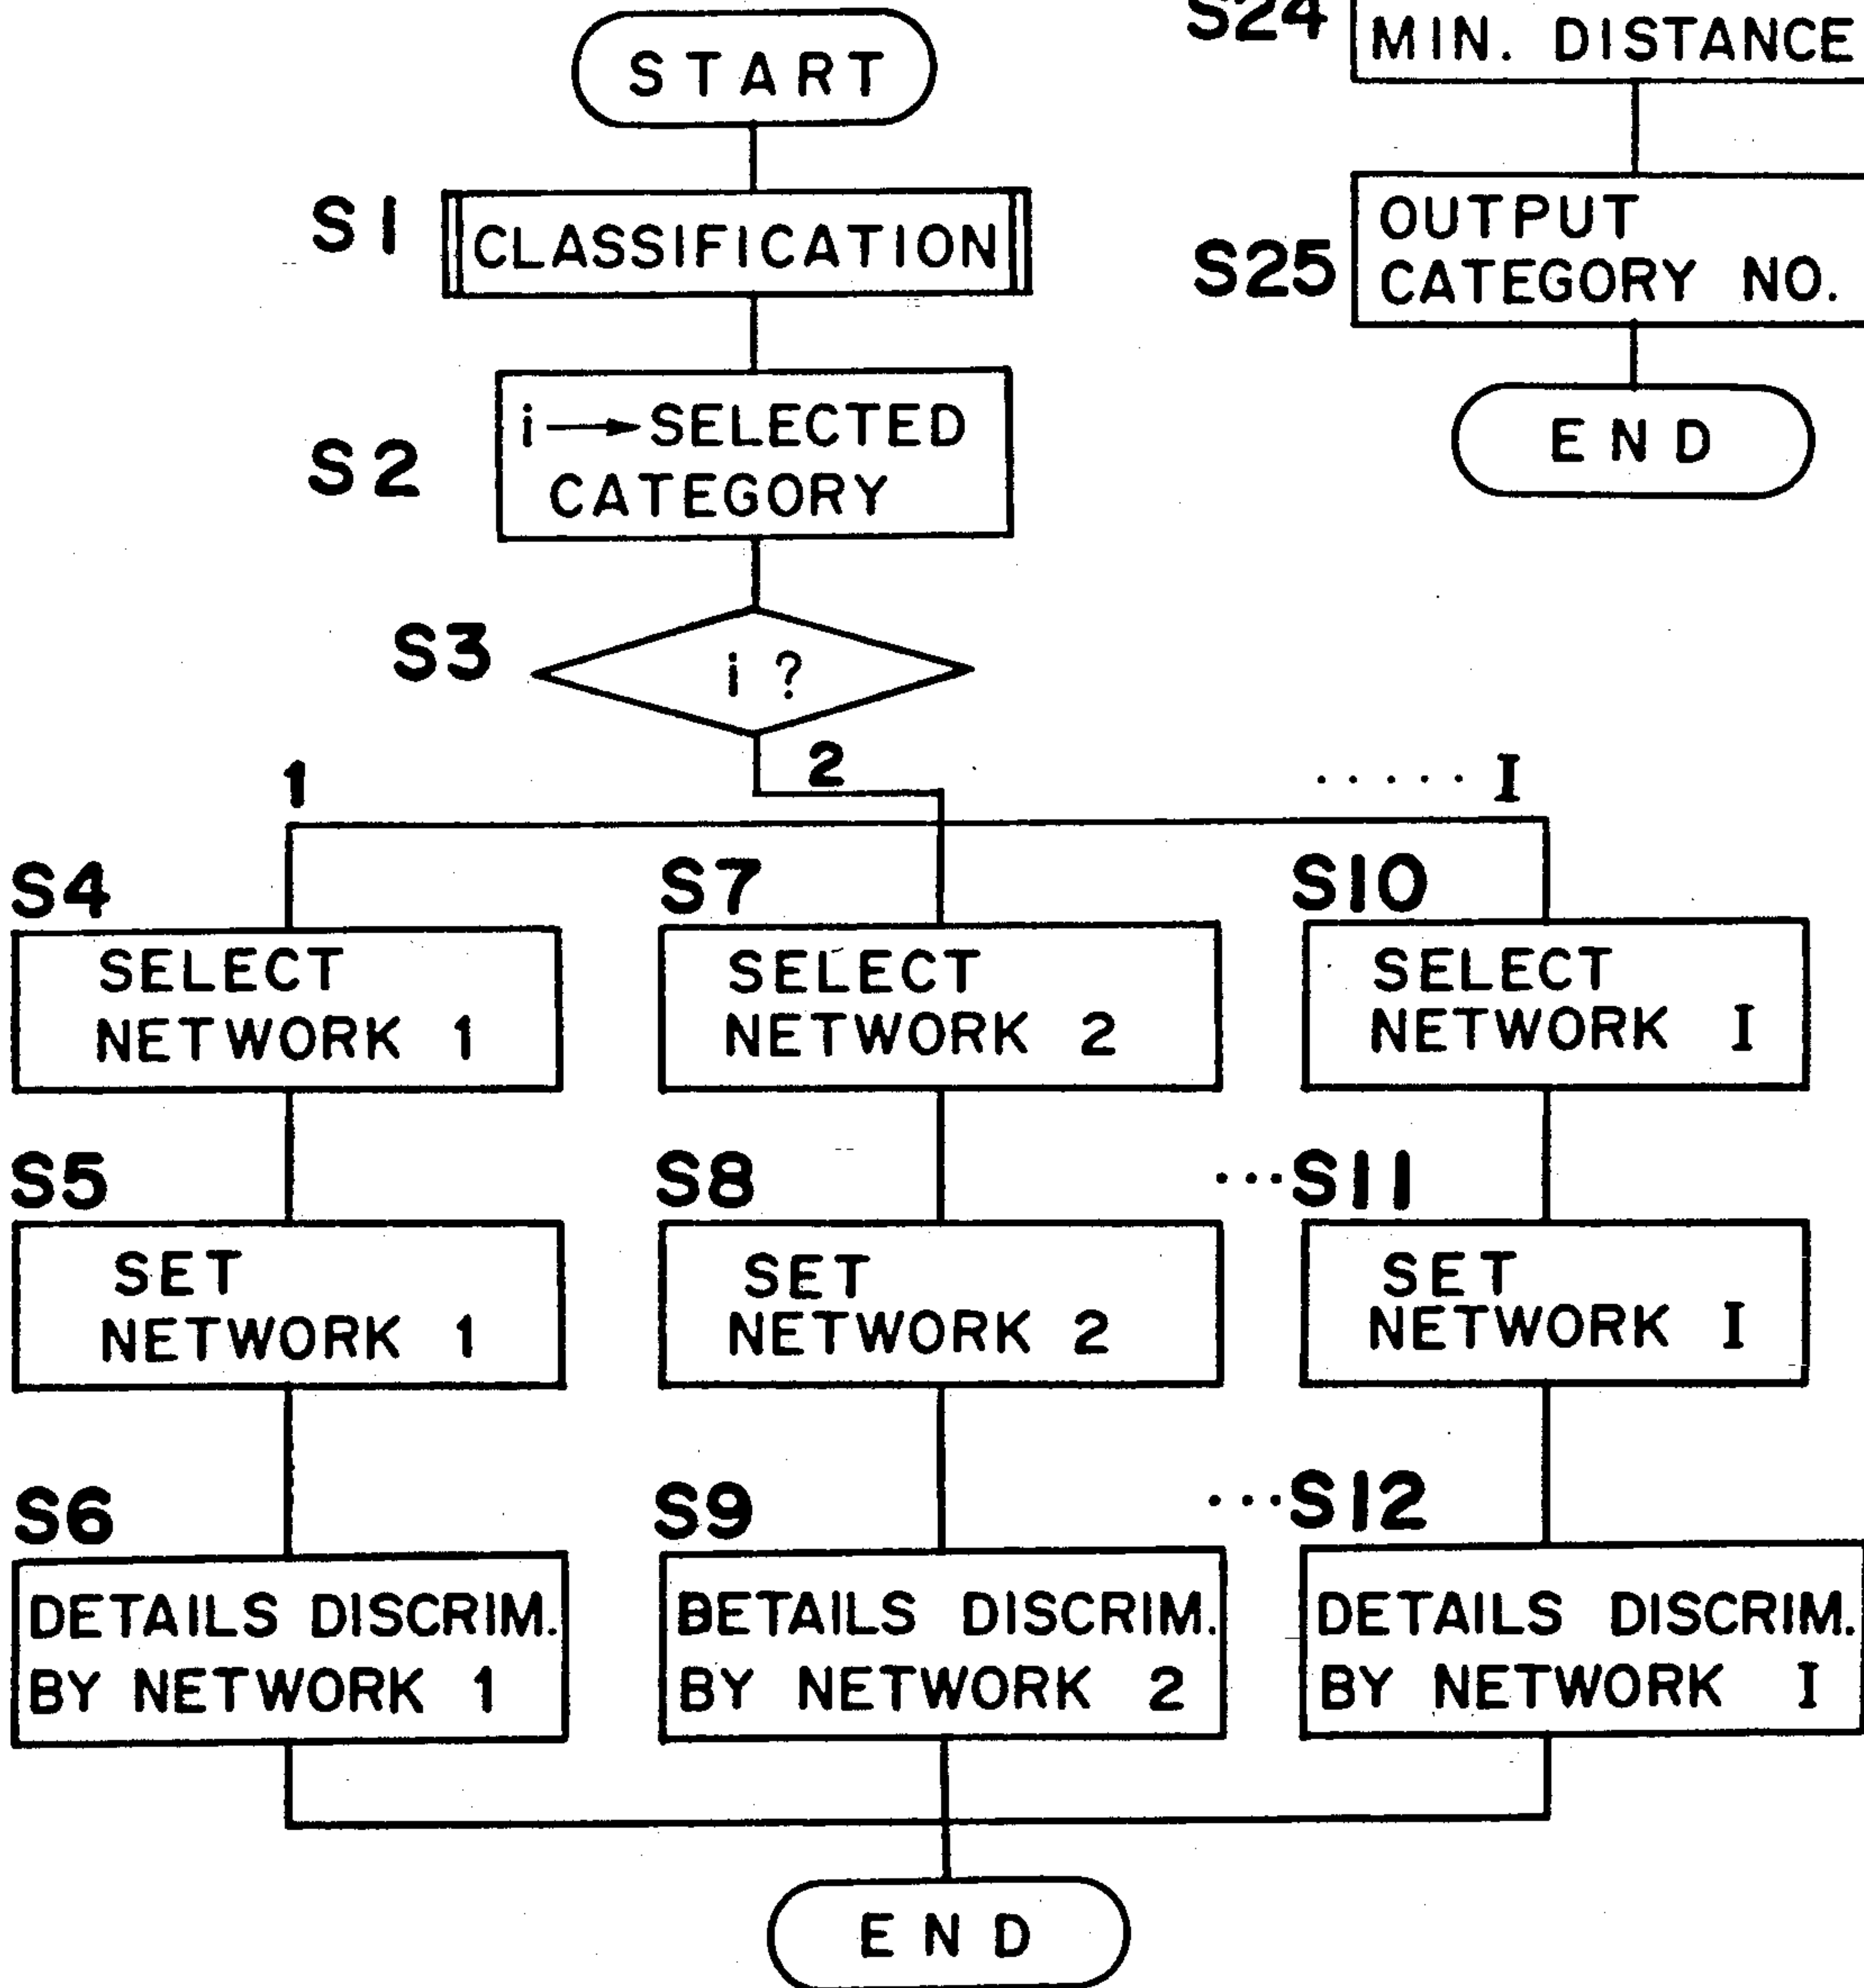 START
S1
CLASSIFICATION
S2
i→SELECTED
CATEGORY
S3
i ?
1
2
..... I
S4
SELECT
NETWORK 1
S5
SET
NETWORK 1
S6
DETAILS DISCRIM.
BY NETWORK 1
S7
SELECT
NETWORK 2
S8
SET
NETWORK 2
S9
BETAILS DISCRIM.
BY NETWORK 2
S10
SELECT
NETWORK I
...S11
SET
NETWORK I
...S12
DETAILS DISCRIM.
BY NETWORK I
END
S24
MIN. DISTANCE
S25
OUTPUT
CATEGORY NO.
END